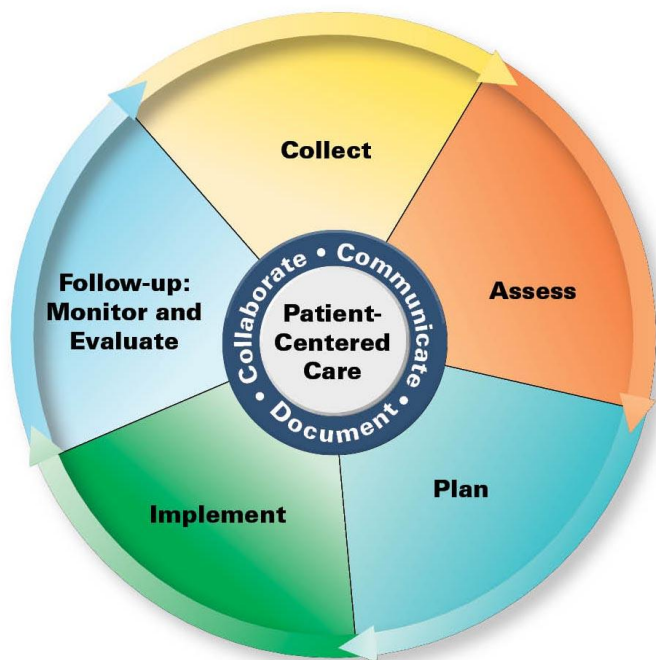 Collect
Assess
Plan
Implement
Follow-up:
Monitor and
Evaluate
Collaborate • Communicate • Document •
Patient-
Centered
Care